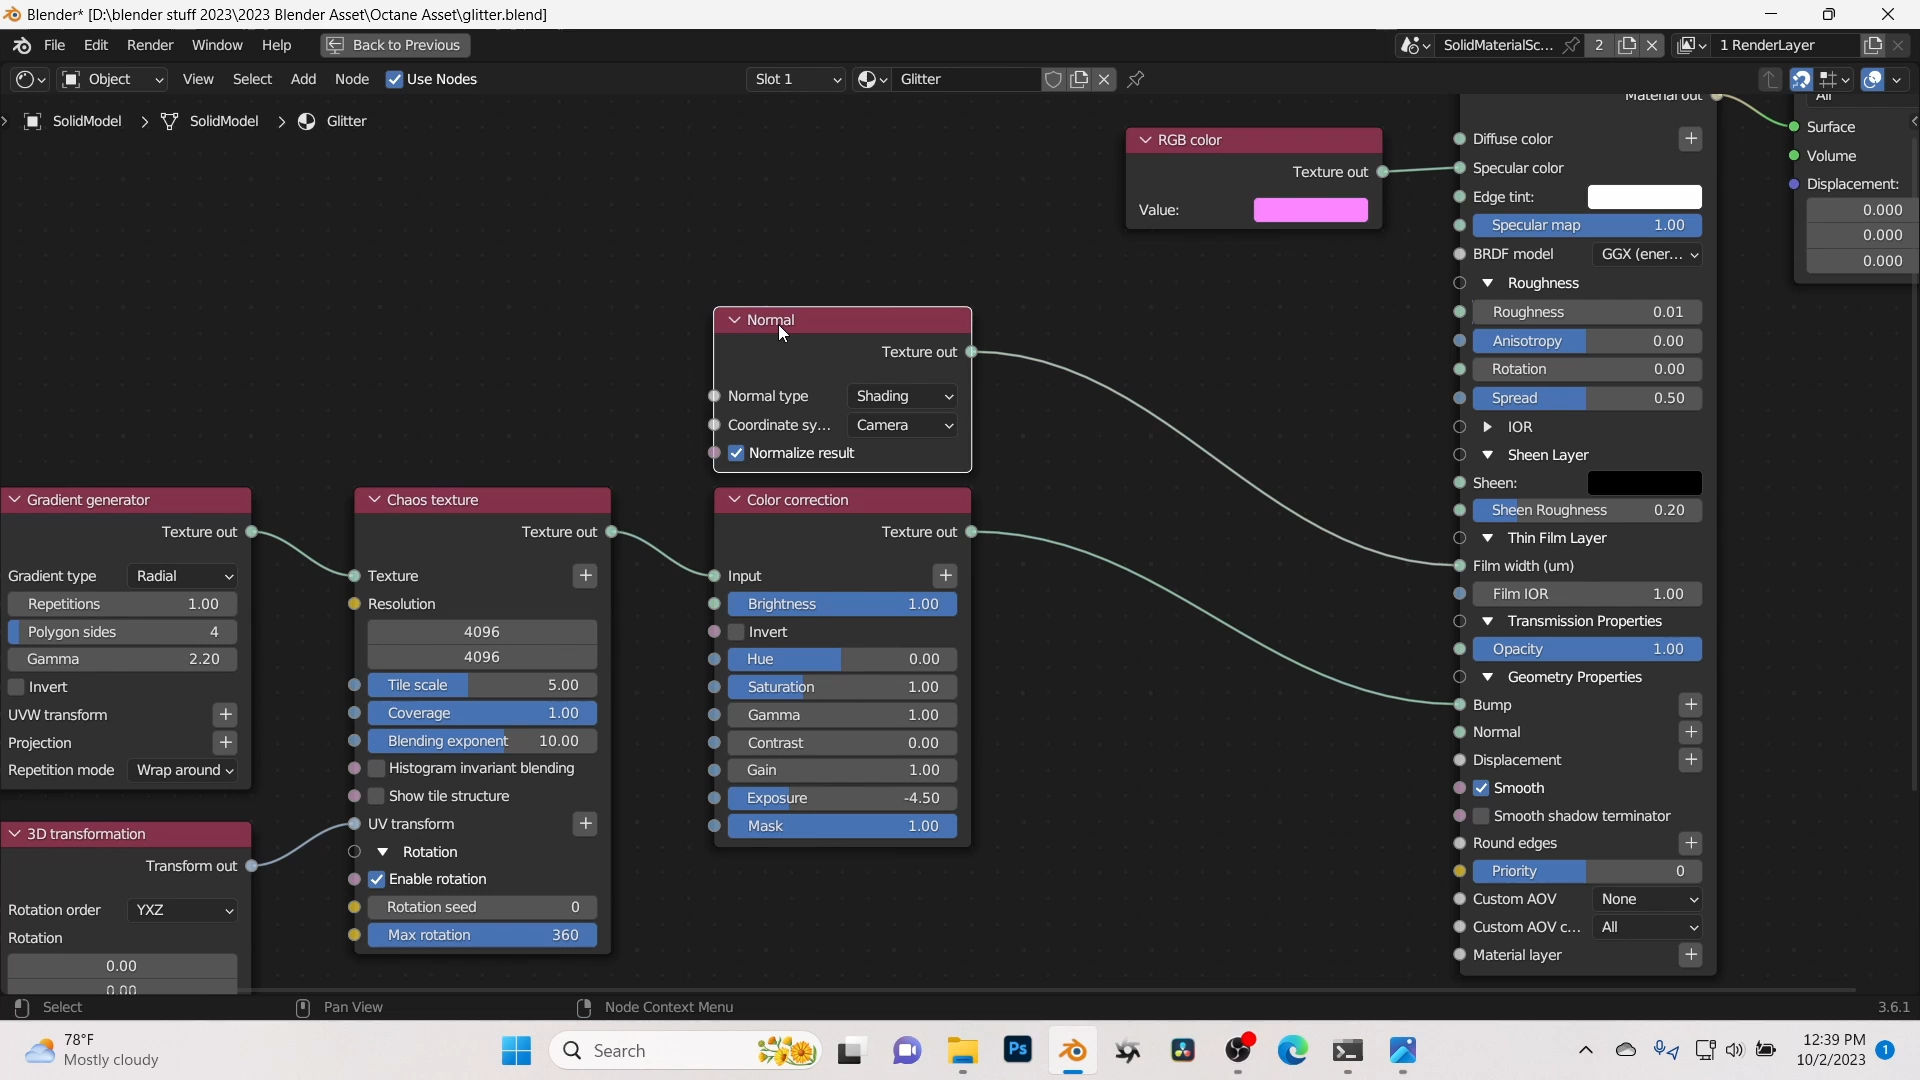 Blender* [D:\blender stuff 2023\2023 Blender Asset\Octane Asset\glitter.blend]
File Edit Render Window Help Back to Previous SolidMaterialSc... 2 1 RenderLayer
Object View Select Add Node Use Nodes Slot 1 Glitter
SolidModel SolidModel Glitter
Material out
Diffuse color
Specular color
Edge tint:
Specular map 1.00
BRDF model GGX (ener...
Roughness
Roughness 0.01
Anisotropy 0.00
Rotation 0.00
Spread 0.50
IOR
Sheen Layer
Sheen:
Sheen Roughness 0.20
Thin Film Layer
Film width (um)
Film IOR 1.00
Transmission Properties
Opacity 1.00
Geometry Properties
Bump
Normal
Displacement
Smooth
Smooth shadow terminator
Round edges
Priority 0
Custom AOV None
Custom AOV c... All
Material layer
All
Surface
Volume
Displacement:
0.000
0.000
0.000
RGB color
Texture out
Value:
Normal
Texture out
Normal type Shading
Coordinate sy... Camera
Normalize result
Gradient generator
Texture out
Gradient type Radial
Repetitions 1.00
Polygon sides 4
Gamma 2.20
Invert
UVW transform
Projection
Repetition mode Wrap around
3D transformation
Transform out
Rotation order YXZ
Rotation
0.00
0.00
Chaos texture
Texture out
Texture
Resolution
4096
4096
Tile scale 5.00
Coverage 1.00
Blending exponent 10.00
Histogram invariant blending
Show tile structure
UV transform
Rotation
Enable rotation
Rotation seed 0
Max rotation 360
Color correction
Texture out
Input
Brightness 1.00
Invert
Hue 0.00
Saturation 1.00
Gamma 1.00
Contrast 0.00
Gain 1.00
Exposure -4.50
Mask 1.00
Select Pan View Node Context Menu 3.6.1
78°F
Mostly cloudy
Search
Ps
12:39 PM
10/2/2023
1